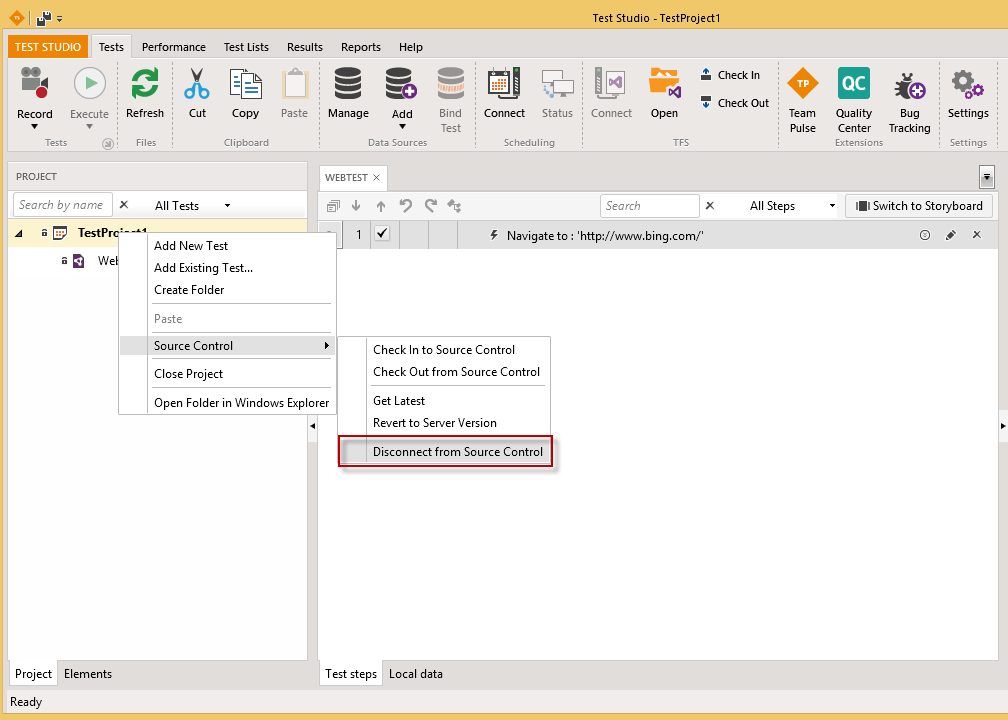 Test Studio - TestProject1
TEST STUDIO Tests Performance Test Lists Results Reports Help
Record Execute Refresh Cut Copy Paste Manage Add Bind Test Connect Status Connect Open Check In Check Out TP Team Pulse QC Quality Center Bug Tracking Settings
Tests Files Clipboard Data Sources Scheduling TFS Extensions Settings
PROJECT
Search by name All Tests
TestProject1
Web
Add New Test
Add Existing Test...
Create Folder
Paste
Source Control
Close Project
Open Folder in Windows Explorer
Check In to Source Control
Check Out from Source Control
Get Latest
Revert to Server Version
Disconnect from Source Control
WEBTEST
Search All Steps Switch to Storyboard
1 Navigate to : 'http://www.bing.com/'
Project Elements
Test steps Local data
Ready